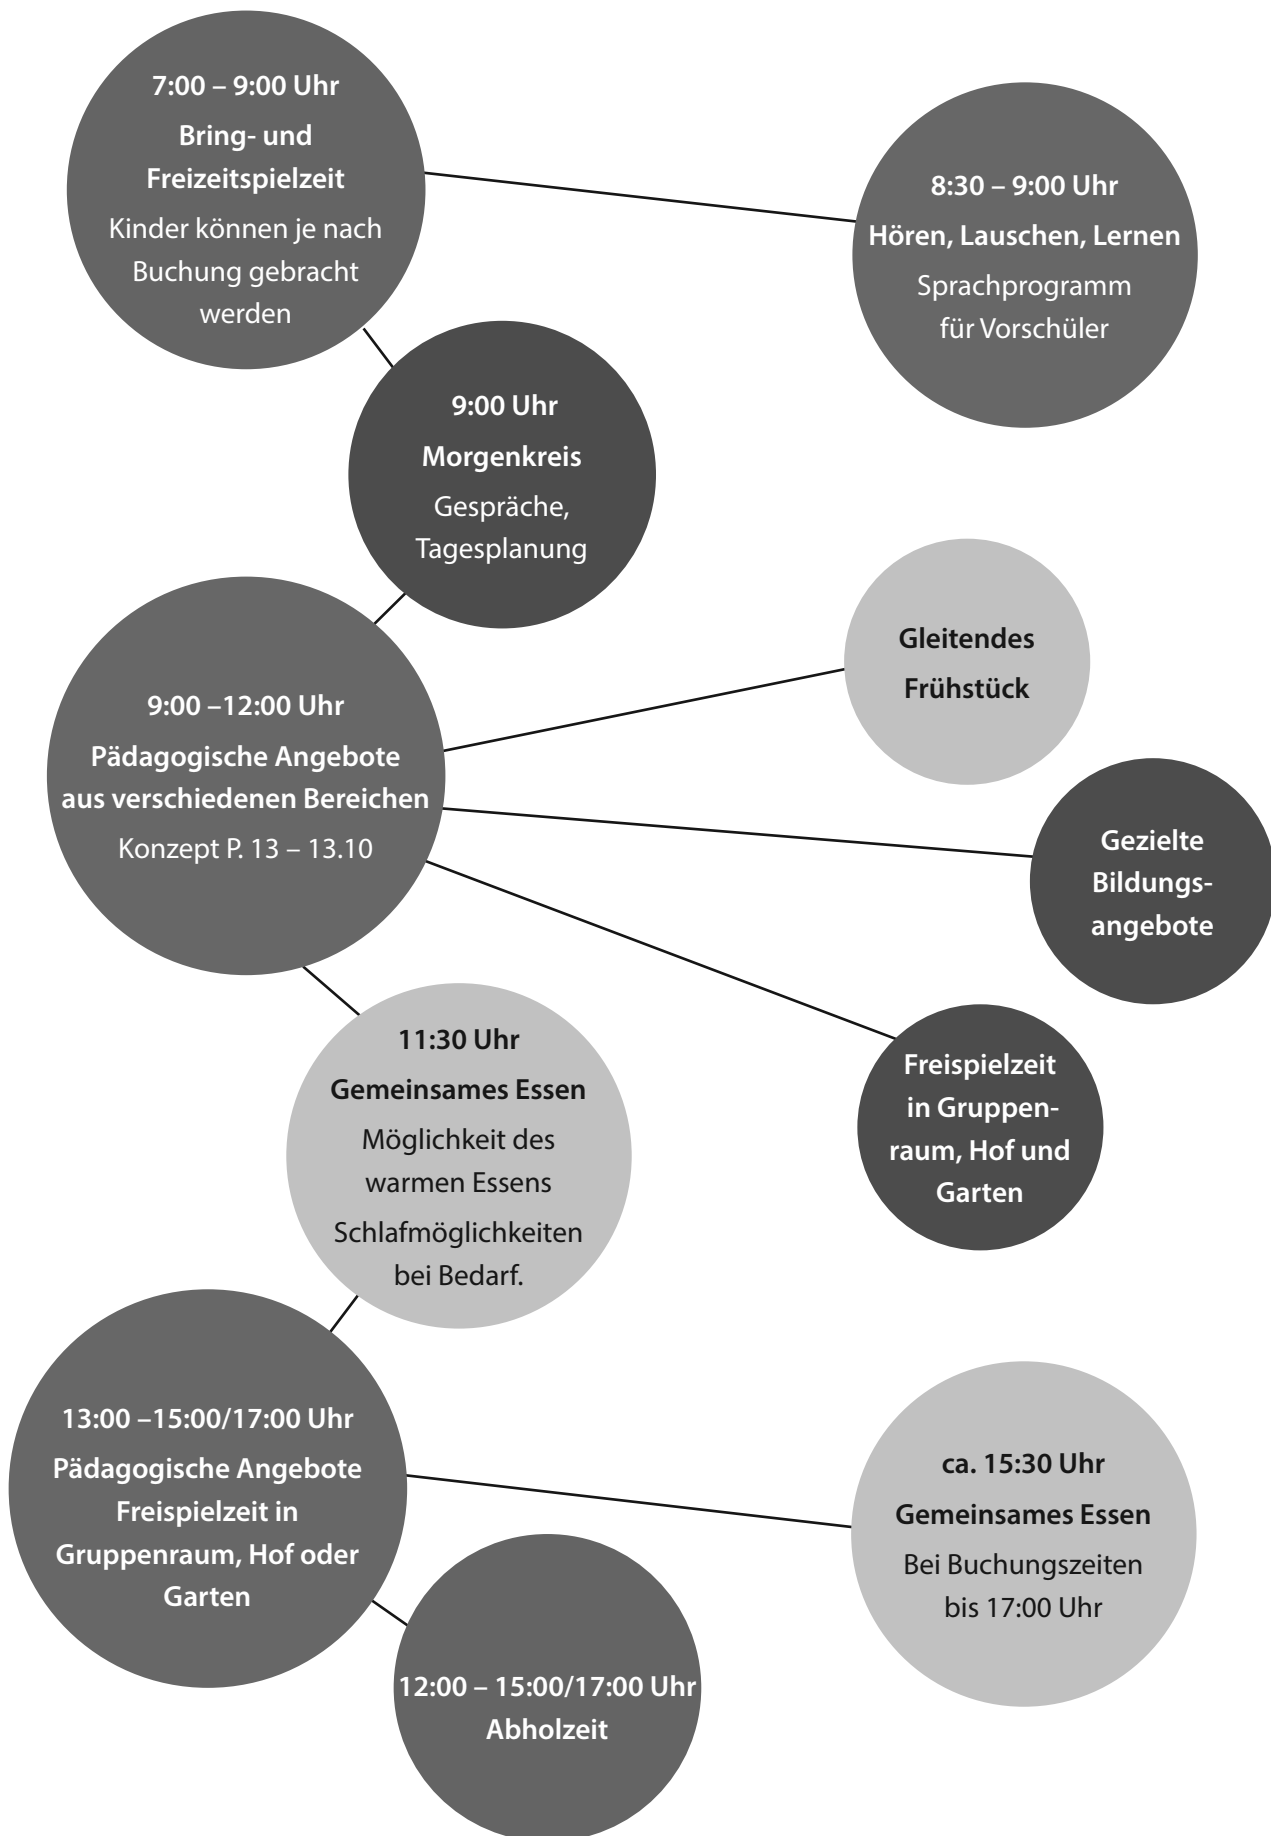 7:00 – 9:00 Uhr
Bring- und
Freizeitspielzeit
Kinder können je nach
Buchung gebracht
werden
8:30 – 9:00 Uhr
Hören, Lauschen, Lernen
Sprachprogramm
für Vorschüler
9:00 Uhr
Morgenkreis
Gespräche,
Tagesplanung
9:00 –12:00 Uhr
Pädagogische Angebote
aus verschiedenen Bereichen
Konzept P. 13 – 13.10
Gleitendes
Frühstück
Gezielte
Bildungs-
angebote
Freispielzeit
in Gruppen-
raum, Hof und
Garten
11:30 Uhr
Gemeinsames Essen
Möglichkeit des
warmen Essens
Schlafmöglichkeiten
bei Bedarf.
13:00 –15:00/17:00 Uhr
Pädagogische Angebote
Freispielzeit in
Gruppenraum, Hof oder
Garten
ca. 15:30 Uhr
Gemeinsames Essen
Bei Buchungszeiten
bis 17:00 Uhr
12:00 – 15:00/17:00 Uhr
Abholzeit